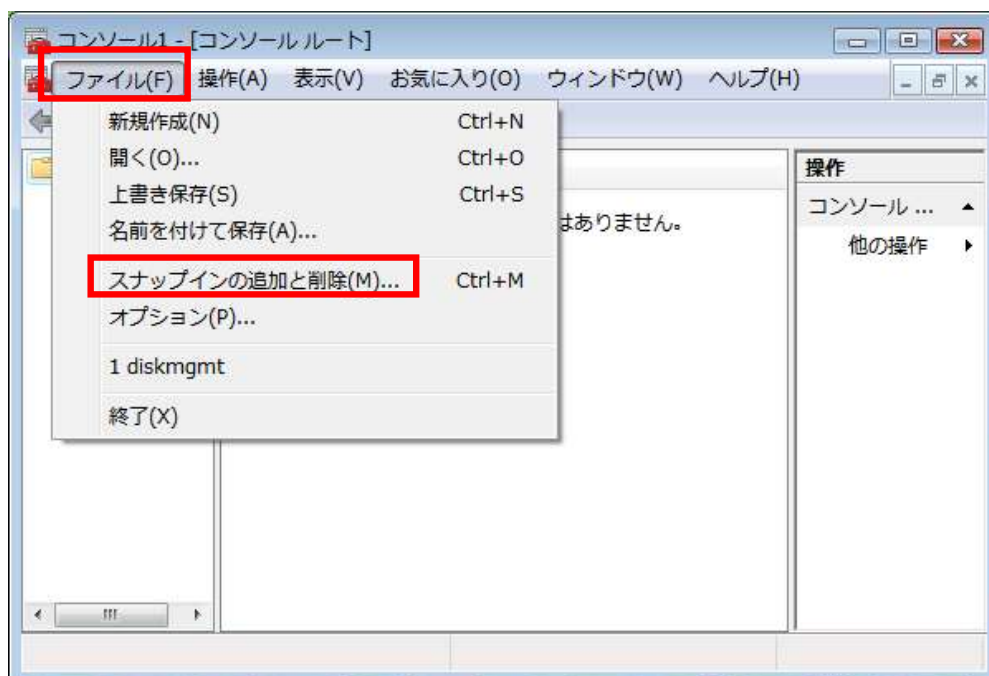 コンソール1 - [コンソール ルート]
ファイル(F) 操作(A) 表示(V) お気に入り(O) ウィンドウ(W) ヘルプ(H)
新規作成(N) Ctrl+N
開く(O)... Ctrl+O
上書き保存(S) Ctrl+S
名前を付けて保存(A)...
スナップインの追加と削除(M)... Ctrl+M
オプション(P)...
1 diskmgmt
終了(X)
はありません。
操作
コンソール ...
他の操作